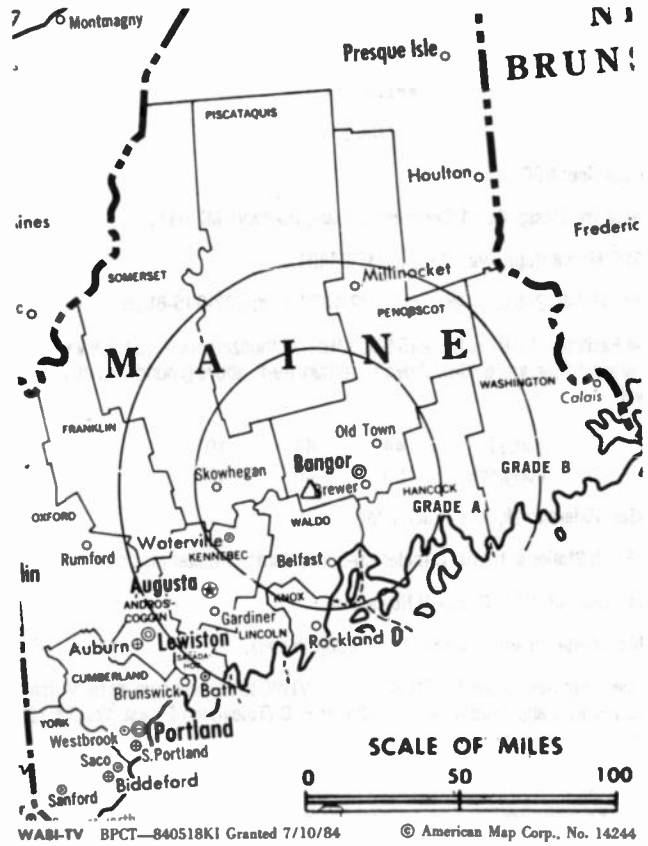 Montmagny
Presque Isle
BRUN
PISCATAQUIS
Houlton
Frederic
SOMERSET
Millinocket
PENOBSCOT
MAINE
WASHINGTON
Calais
FRANKLIN
Old Town
Bangor
Skowhegan
Brewer
HANCOCK
GRADE A
GRADE B
OXFORD
WALDO
Waterville
KENNEBEC
Rumford
Belfast
Augusta
KNOX
ANDROS-
COGGIN
Gardiner
LINCOLN
Rockland
Auburn
Lewiston
CUMBERLAND
Brunswick
Bath
YORK
Westbrook
Portland
S.Portland
Saco
Biddeford
Sanford
SCALE OF MILES
0 50 100
WABI-TV BPCT—840518KI Granted 7/10/84 © American Map Corp., No. 14244